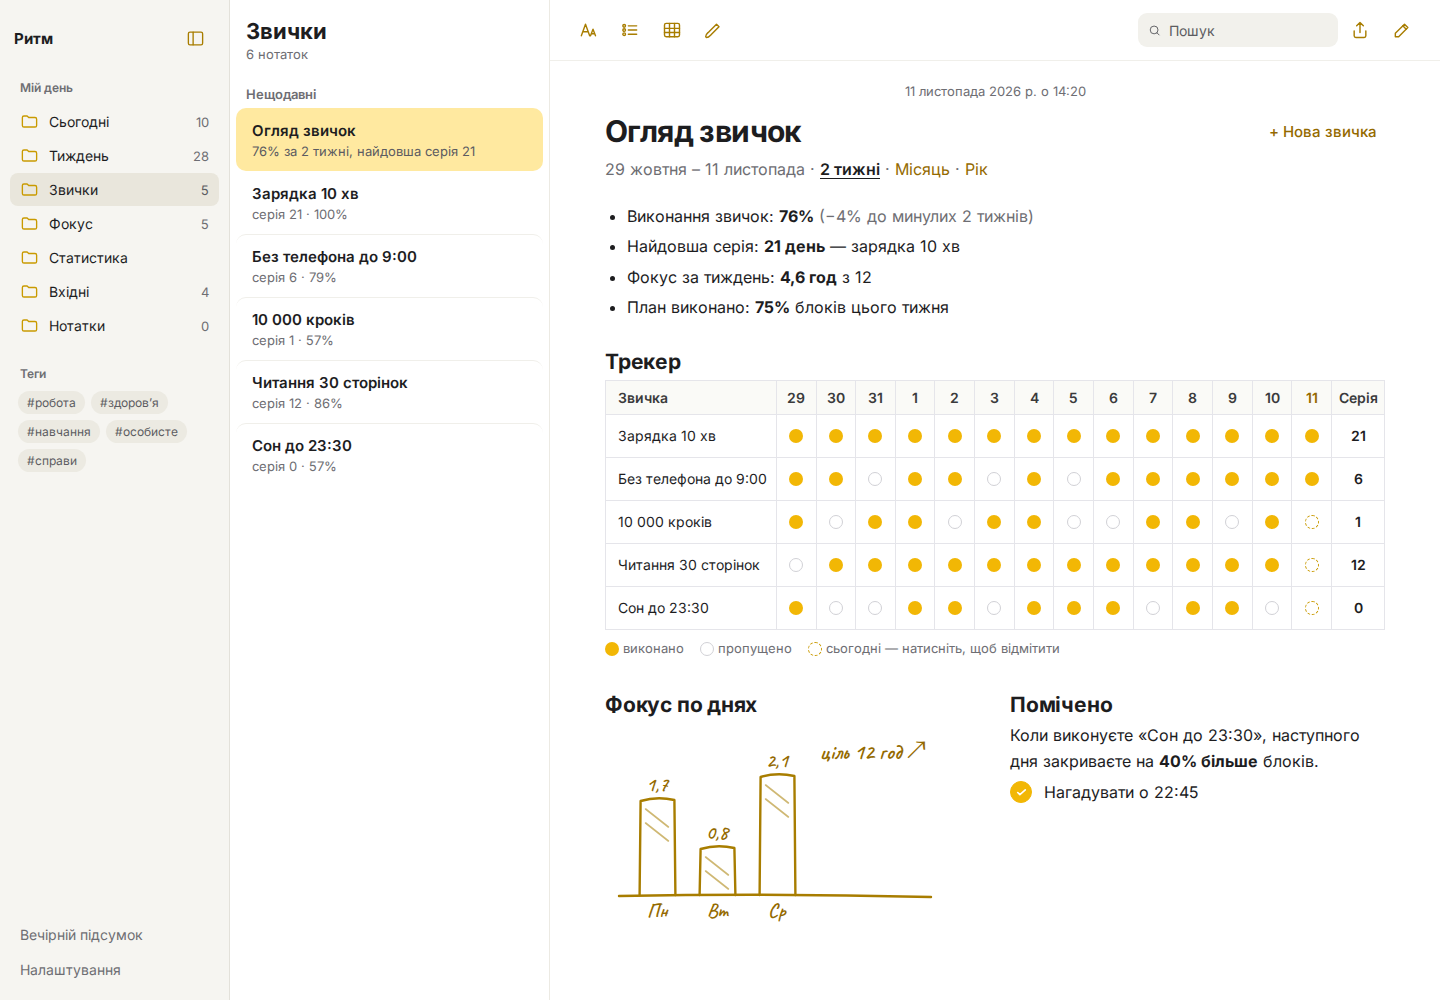 Ритм
Мій день
Сьогодні 10
Тиждень 28
Звички 5
Фокус 5
Статистика
Вхідні 4
Нотатки 0
Теги
#робота #здоров'я
#навчання #особисте
#справи
Вечірній підсумок
Налаштування
Звички
6 нотаток
Нещодавні
Огляд звичок
76% за 2 тижні, найдовша серія 21
Зарядка 10 хв
серія 21 · 100%
Без телефона до 9:00
серія 6 · 79%
10 000 кроків
серія 1 · 57%
Читання 30 сторінок
серія 12 · 86%
Сон до 23:30
серія 0 · 57%
Пошук
11 листопада 2026 р. о 14:20
Огляд звичок
+ Нова звичка
29 жовтня – 11 листопада · 2 тижні · Місяць · Рік
• Виконання звичок: 76% (−4% до минулих 2 тижнів)
• Найдовша серія: 21 день — зарядка 10 хв
• Фокус за тиждень: 4,6 год з 12
• План виконано: 75% блоків цього тижня
Трекер
Звичка 29 30 31 1 2 3 4 5 6 7 8 9 10 11 Серія
Зарядка 10 хв 21
Без телефона до 9:00 6
10 000 кроків 1
Читання 30 сторінок 12
Сон до 23:30 0
виконано пропущено сьогодні — натисніть, щоб відмітити
Фокус по днях
ціль 12 год
1,7 0,8 2,1
Пн Вт Ср
Помічено
Коли виконуєте «Сон до 23:30», наступного
дня закриваєте на 40% більше блоків.
Нагадувати о 22:45